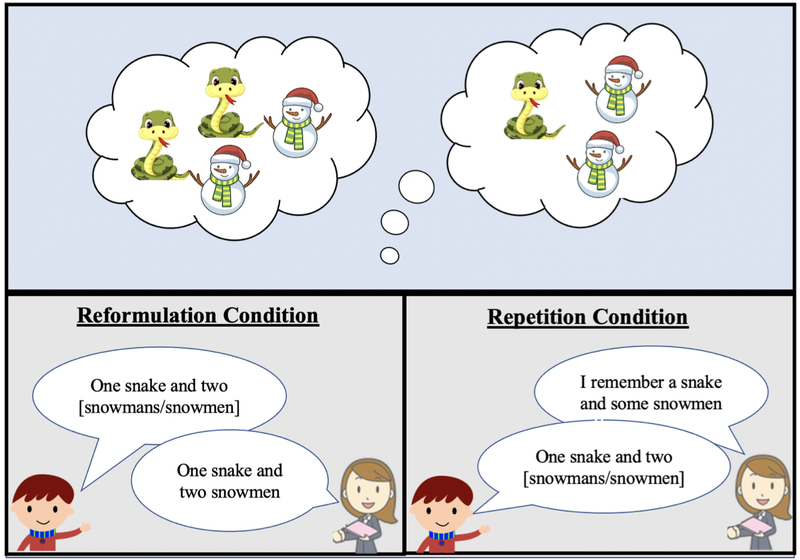 Reformulation Condition
One snake and two
[snowmans/snowmen]
One snake and
two snowmen
Repetition Condition
I remember a snake
and some snowmen
One snake and two
[snowmans/snowmen]